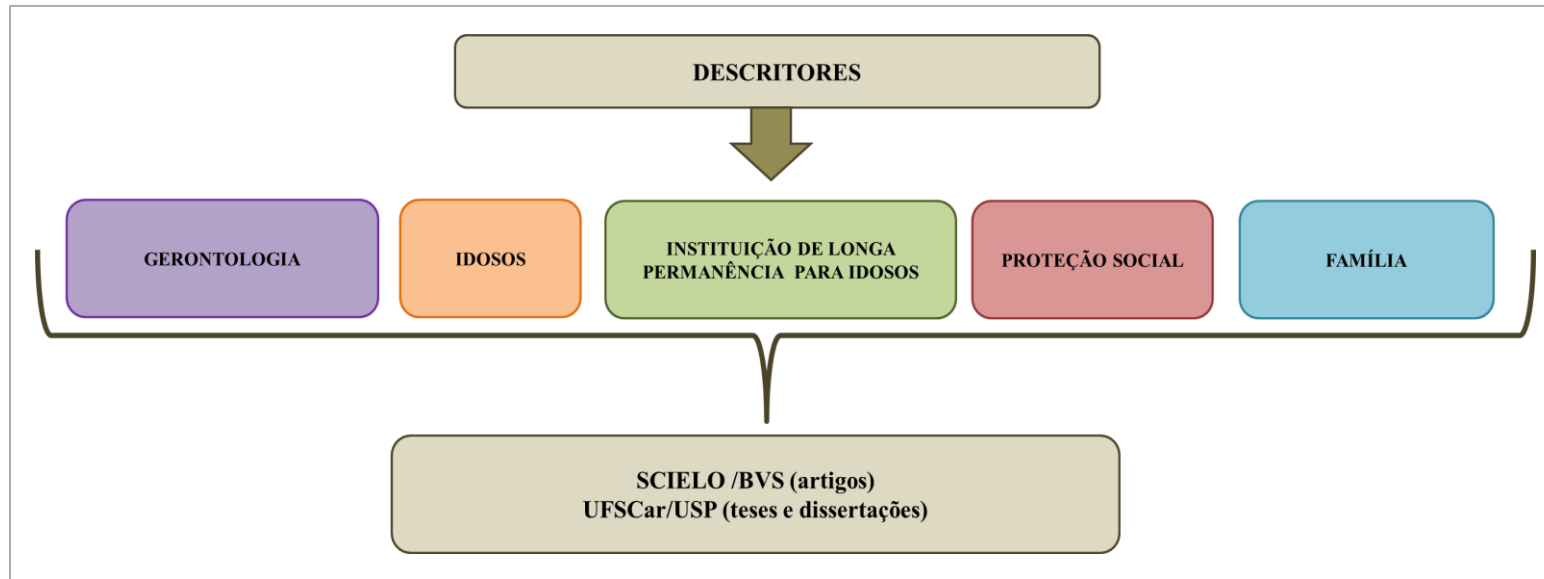 DESCRITORES
GERONTOLOGIA
IDOSOS
INSTITUIÇÃO DE LONGA
PERMANÊNCIA PARA IDOSOS
PROTEÇÃO SOCIAL
FAMÍLIA
SCIELO /BVS (artigos)
UFSCar/USP (teses e dissertações)